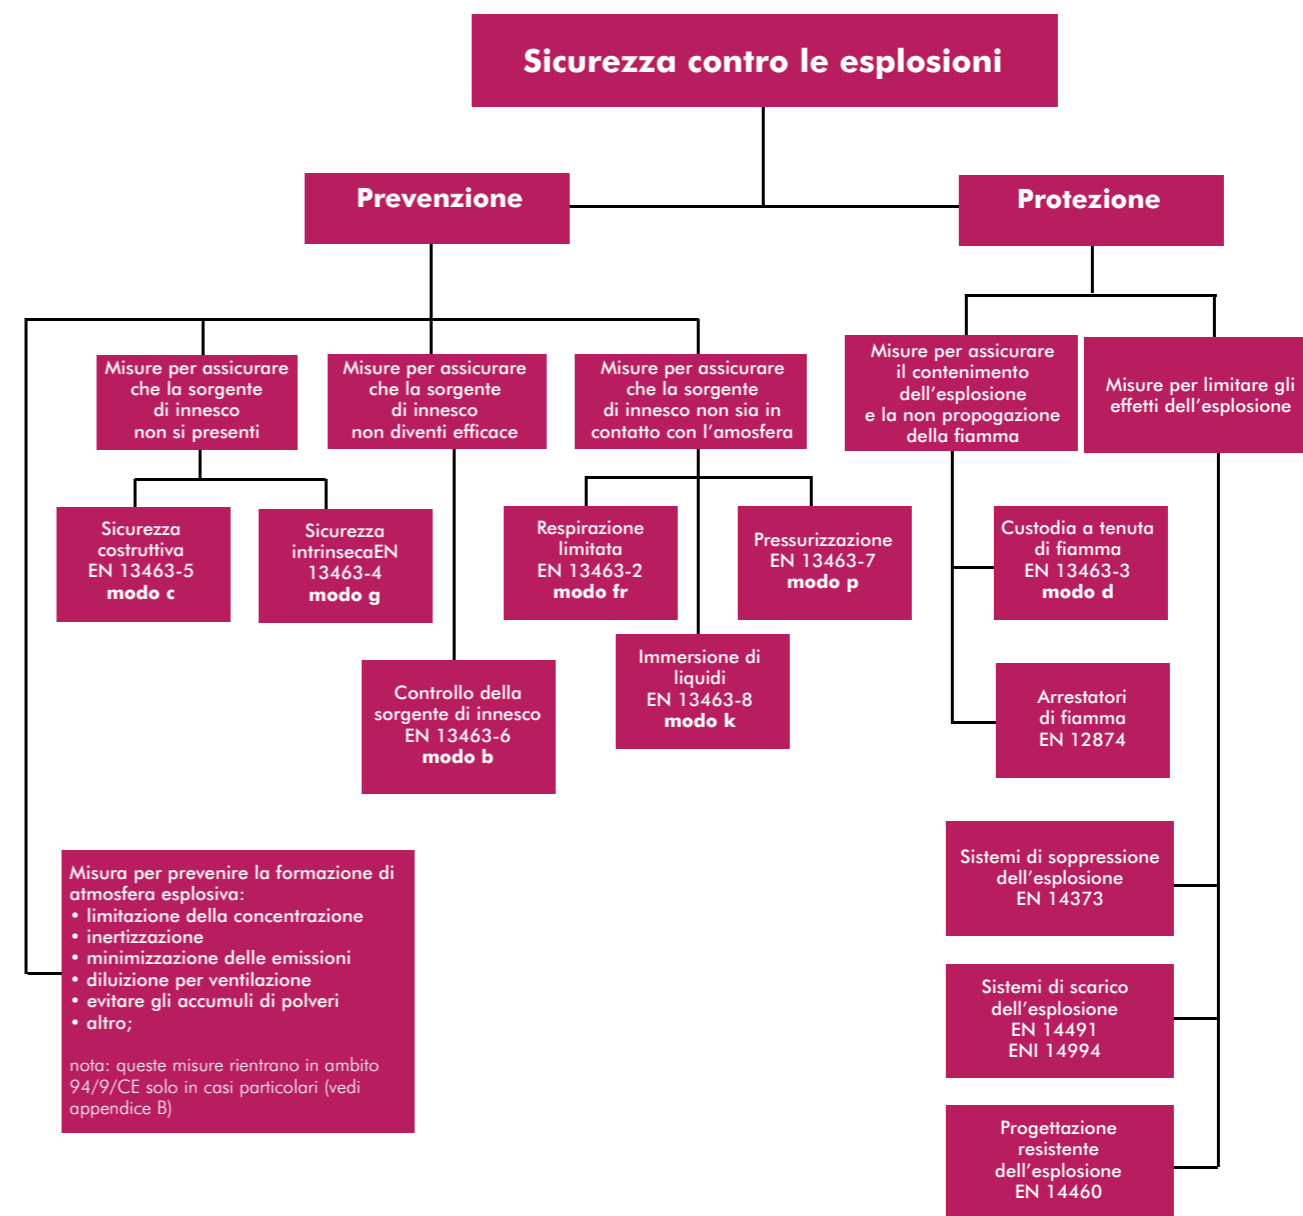 Sicurezza contro le esplosioni
Prevenzione
Protezione
Misure per assicurare
che la sorgente
di innesco
non si presenti
Misure per assicurare
che la sorgente
di innesco
non diventi efficace
Misure per assicurare
che la sorgente
di innesco non sia in
contatto con l'amosfera
Misure per assicurare
il contenimento
dell'esplosione
e la non propogazione
della fiamma
Misure per limitare gli
effetti dell'esplosione
Sicurezza
costruttiva
EN 13463-5
modo c
Sicurezza
intrinsecaEN
13463-4
modo g
Respirazione
limitata
EN 13463-2
modo fr
Pressurizzazione
EN 13463-7
modo p
Custodia a tenuta
di fiamma
EN 13463-3
modo d
Controllo della
sorgente di innesco
EN 13463-6
modo b
Immersione di
liquidi
EN 13463-8
modo k
Arrestatori
di fiamma
EN 12874
Misura per prevenire la formazione di
atmosfera esplosiva:
• limitazione della concentrazione
• inertizzazione
• minimizzazione delle emissioni
• diluizione per ventilazione
• evitare gli accumuli di polveri
• altro;
nota: queste misure rientrano in ambito
94/9/CE solo in casi particolari (vedi
appendice B)
Sistemi di soppressione
dell'esplosione
EN 14373
Sistemi di scarico
dell'esplosione
EN 14491
ENI 14994
Progettazione
resistente
dell'esplosione
EN 14460